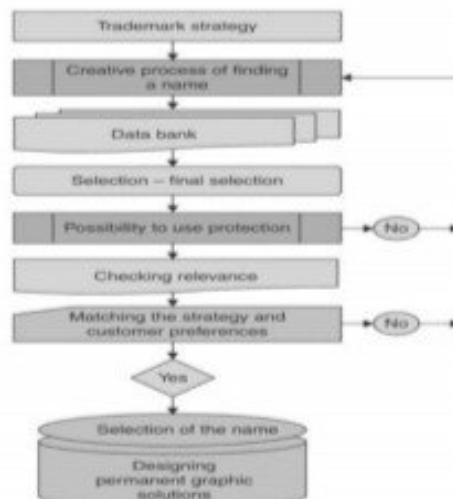 Trademark strategy
Creative process of finding
a name
Data bank
Selection – final selection
Possibility to use protection
No
Checking relevance
Matching the strategy and
customer preferences
No
Yes
Selection of the name
Designing
permanent graphic
solutions